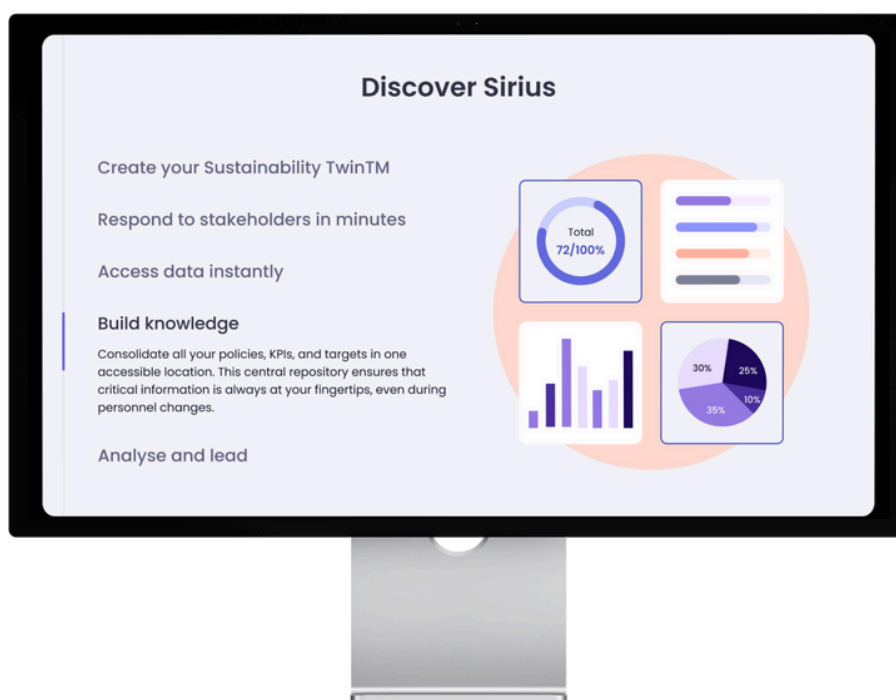 Discover Sirius
Create your Sustainability TwinTM
Respond to stakeholders in minutes
Access data instantly
Build knowledge
Consolidate all your policies, KPIs, and targets in one
accessible location. This central repository ensures that
critical information is always at your fingertips, even during
personnel changes.
Analyse and lead
Total
72/100%
30%
25%
10%
35%